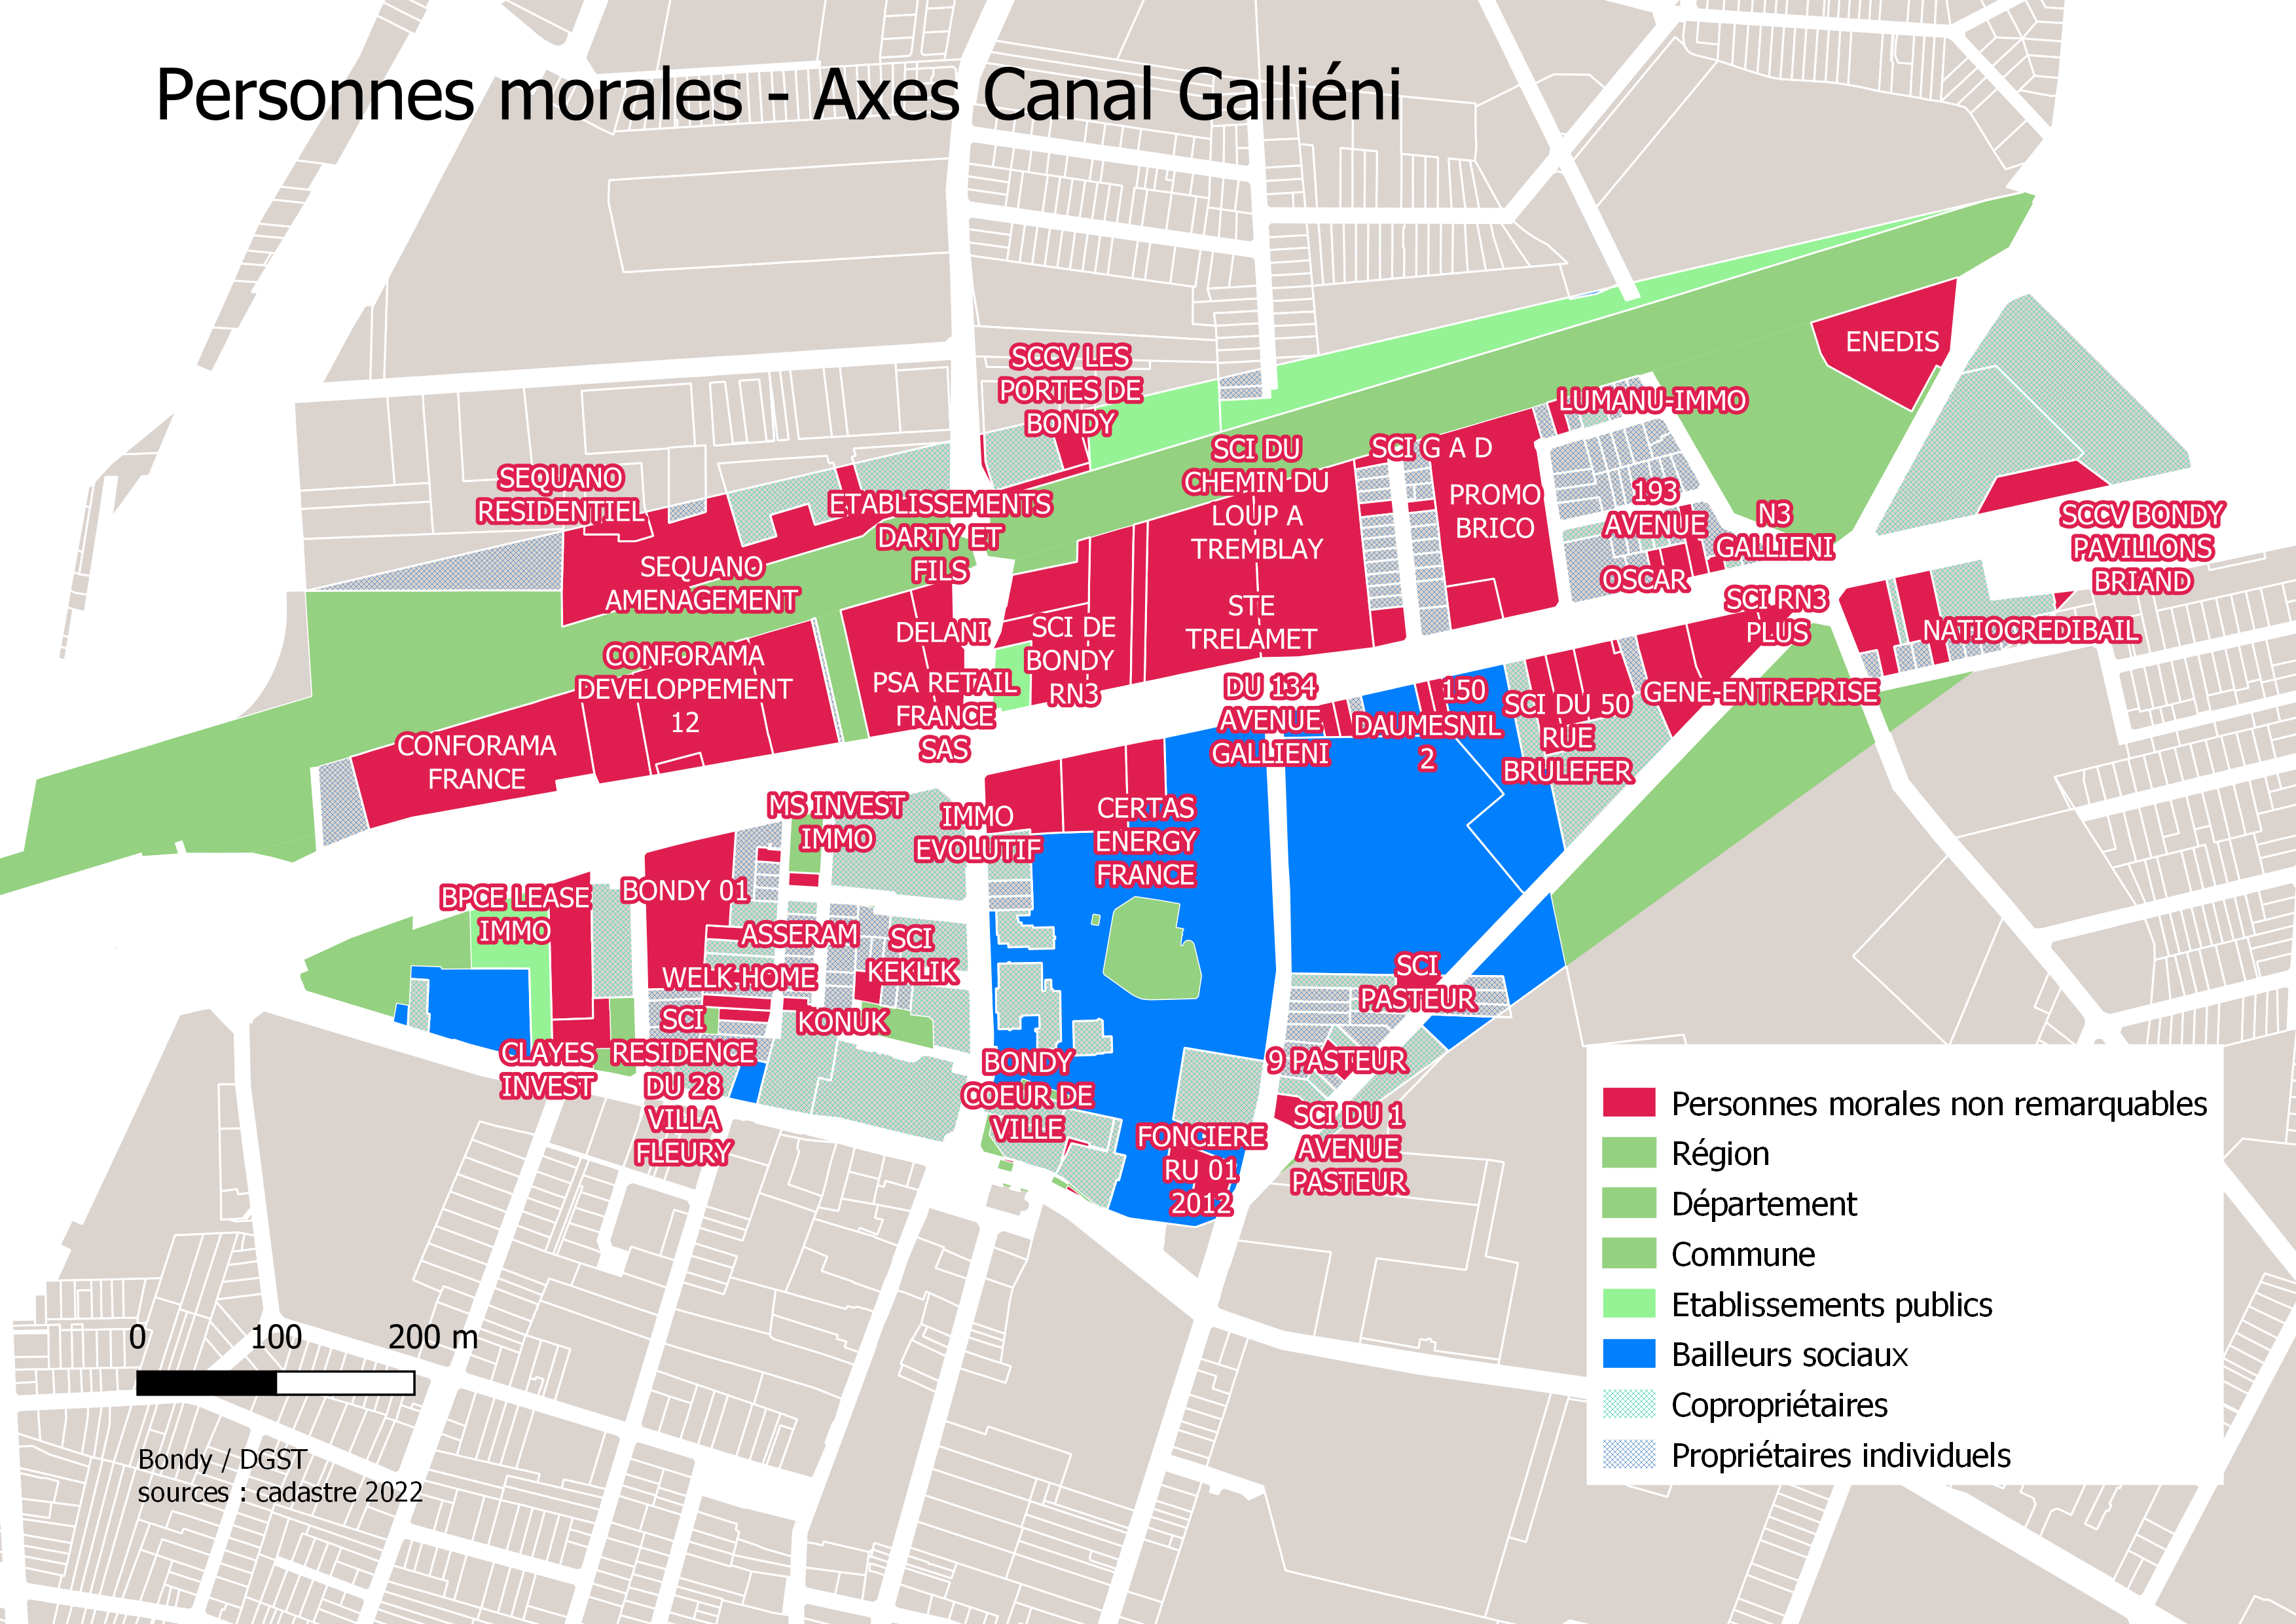 Personnes morales - Axes Canal Galliéni
ENEDIS
SCCV LES
PORTES DE
BONDY
LUMANU-IMMO
SCI G A D
SCI DU
CHEMIN DU
LOUP A
TREMBLAY
SEQUANO
RESIDENTIEL
ETABLISSEMENTS
DARTY ET
FILS
PROMO
BRICO
193
AVENUE
N3
GALLIENI
SCCV BONDY
PAVILLONS
BRIAND
SEQUANO
AMENAGEMENT
OSCAR
STE
TRELAMET
SCI RN3
PLUS
NATIOCREDIBAIL
DELANI
SCI DE
BONDY
RN3
CONFORAMA
DEVELOPPEMENT
12
PSA RETAIL
FRANCE
SAS
DU 134
AVENUE
GALLIENI
150
DAUMESNIL
2
SCI DU 50
RUE
BRULEFER
GENE-ENTREPRISE
CONFORAMA
FRANCE
MS INVEST
IMMO
IMMO
EVOLUTIF
CERTAS
ENERGY
FRANCE
BPCE LEASE
IMMO
BONDY 01
ASSERAM
SCI
KEKLIK
WELK-HOME
SCI
RESIDENCE
DU 28
VILLA
FLEURY
KONUK
SCI
PASTEUR
CLAYES
INVEST
BONDY
COEUR DE
VILLE
9 PASTEUR
FONCIERE
RU 01
2012
SCI DU 1
AVENUE
PASTEUR
Personnes morales non remarquables
Région
Département
Commune
Etablissements publics
Bailleurs sociaux
Copropriétaires
Propriétaires individuels
0 100 200 m
Bondy / DGST
sources : cadastre 2022